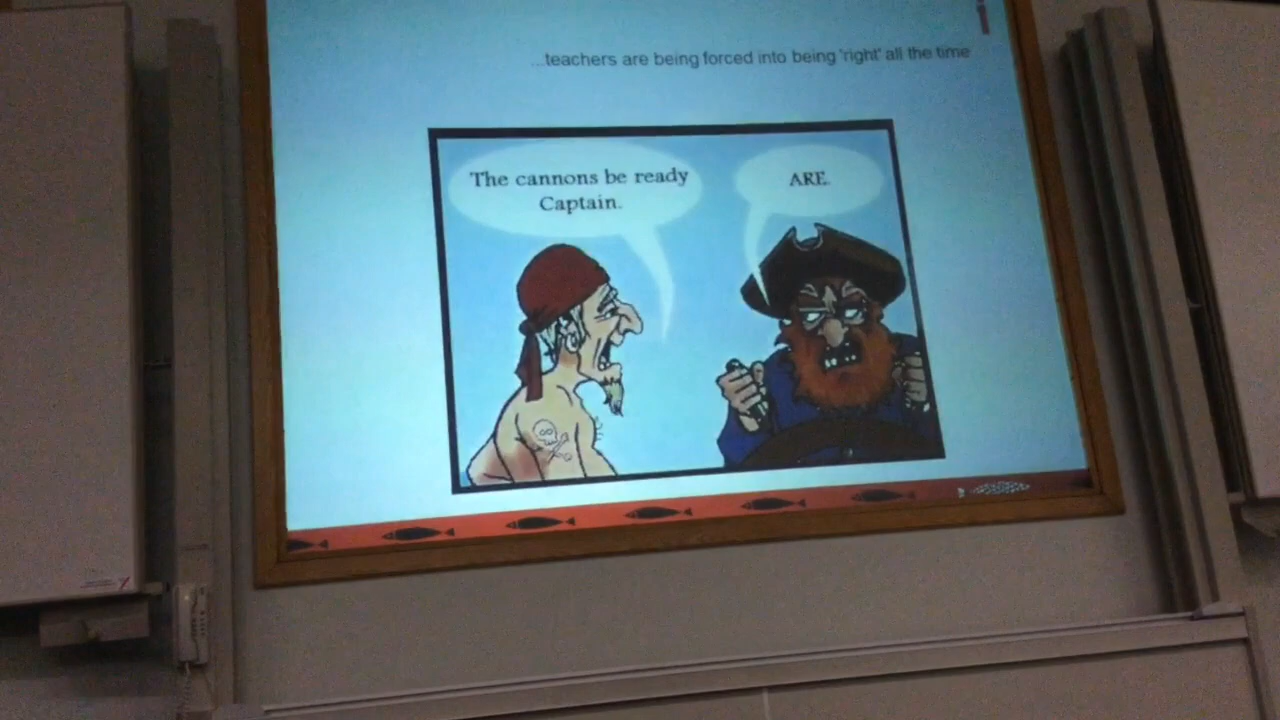 ...teachers are being forced into being 'right' all the time
The cannons be ready
Captain.
ARE.